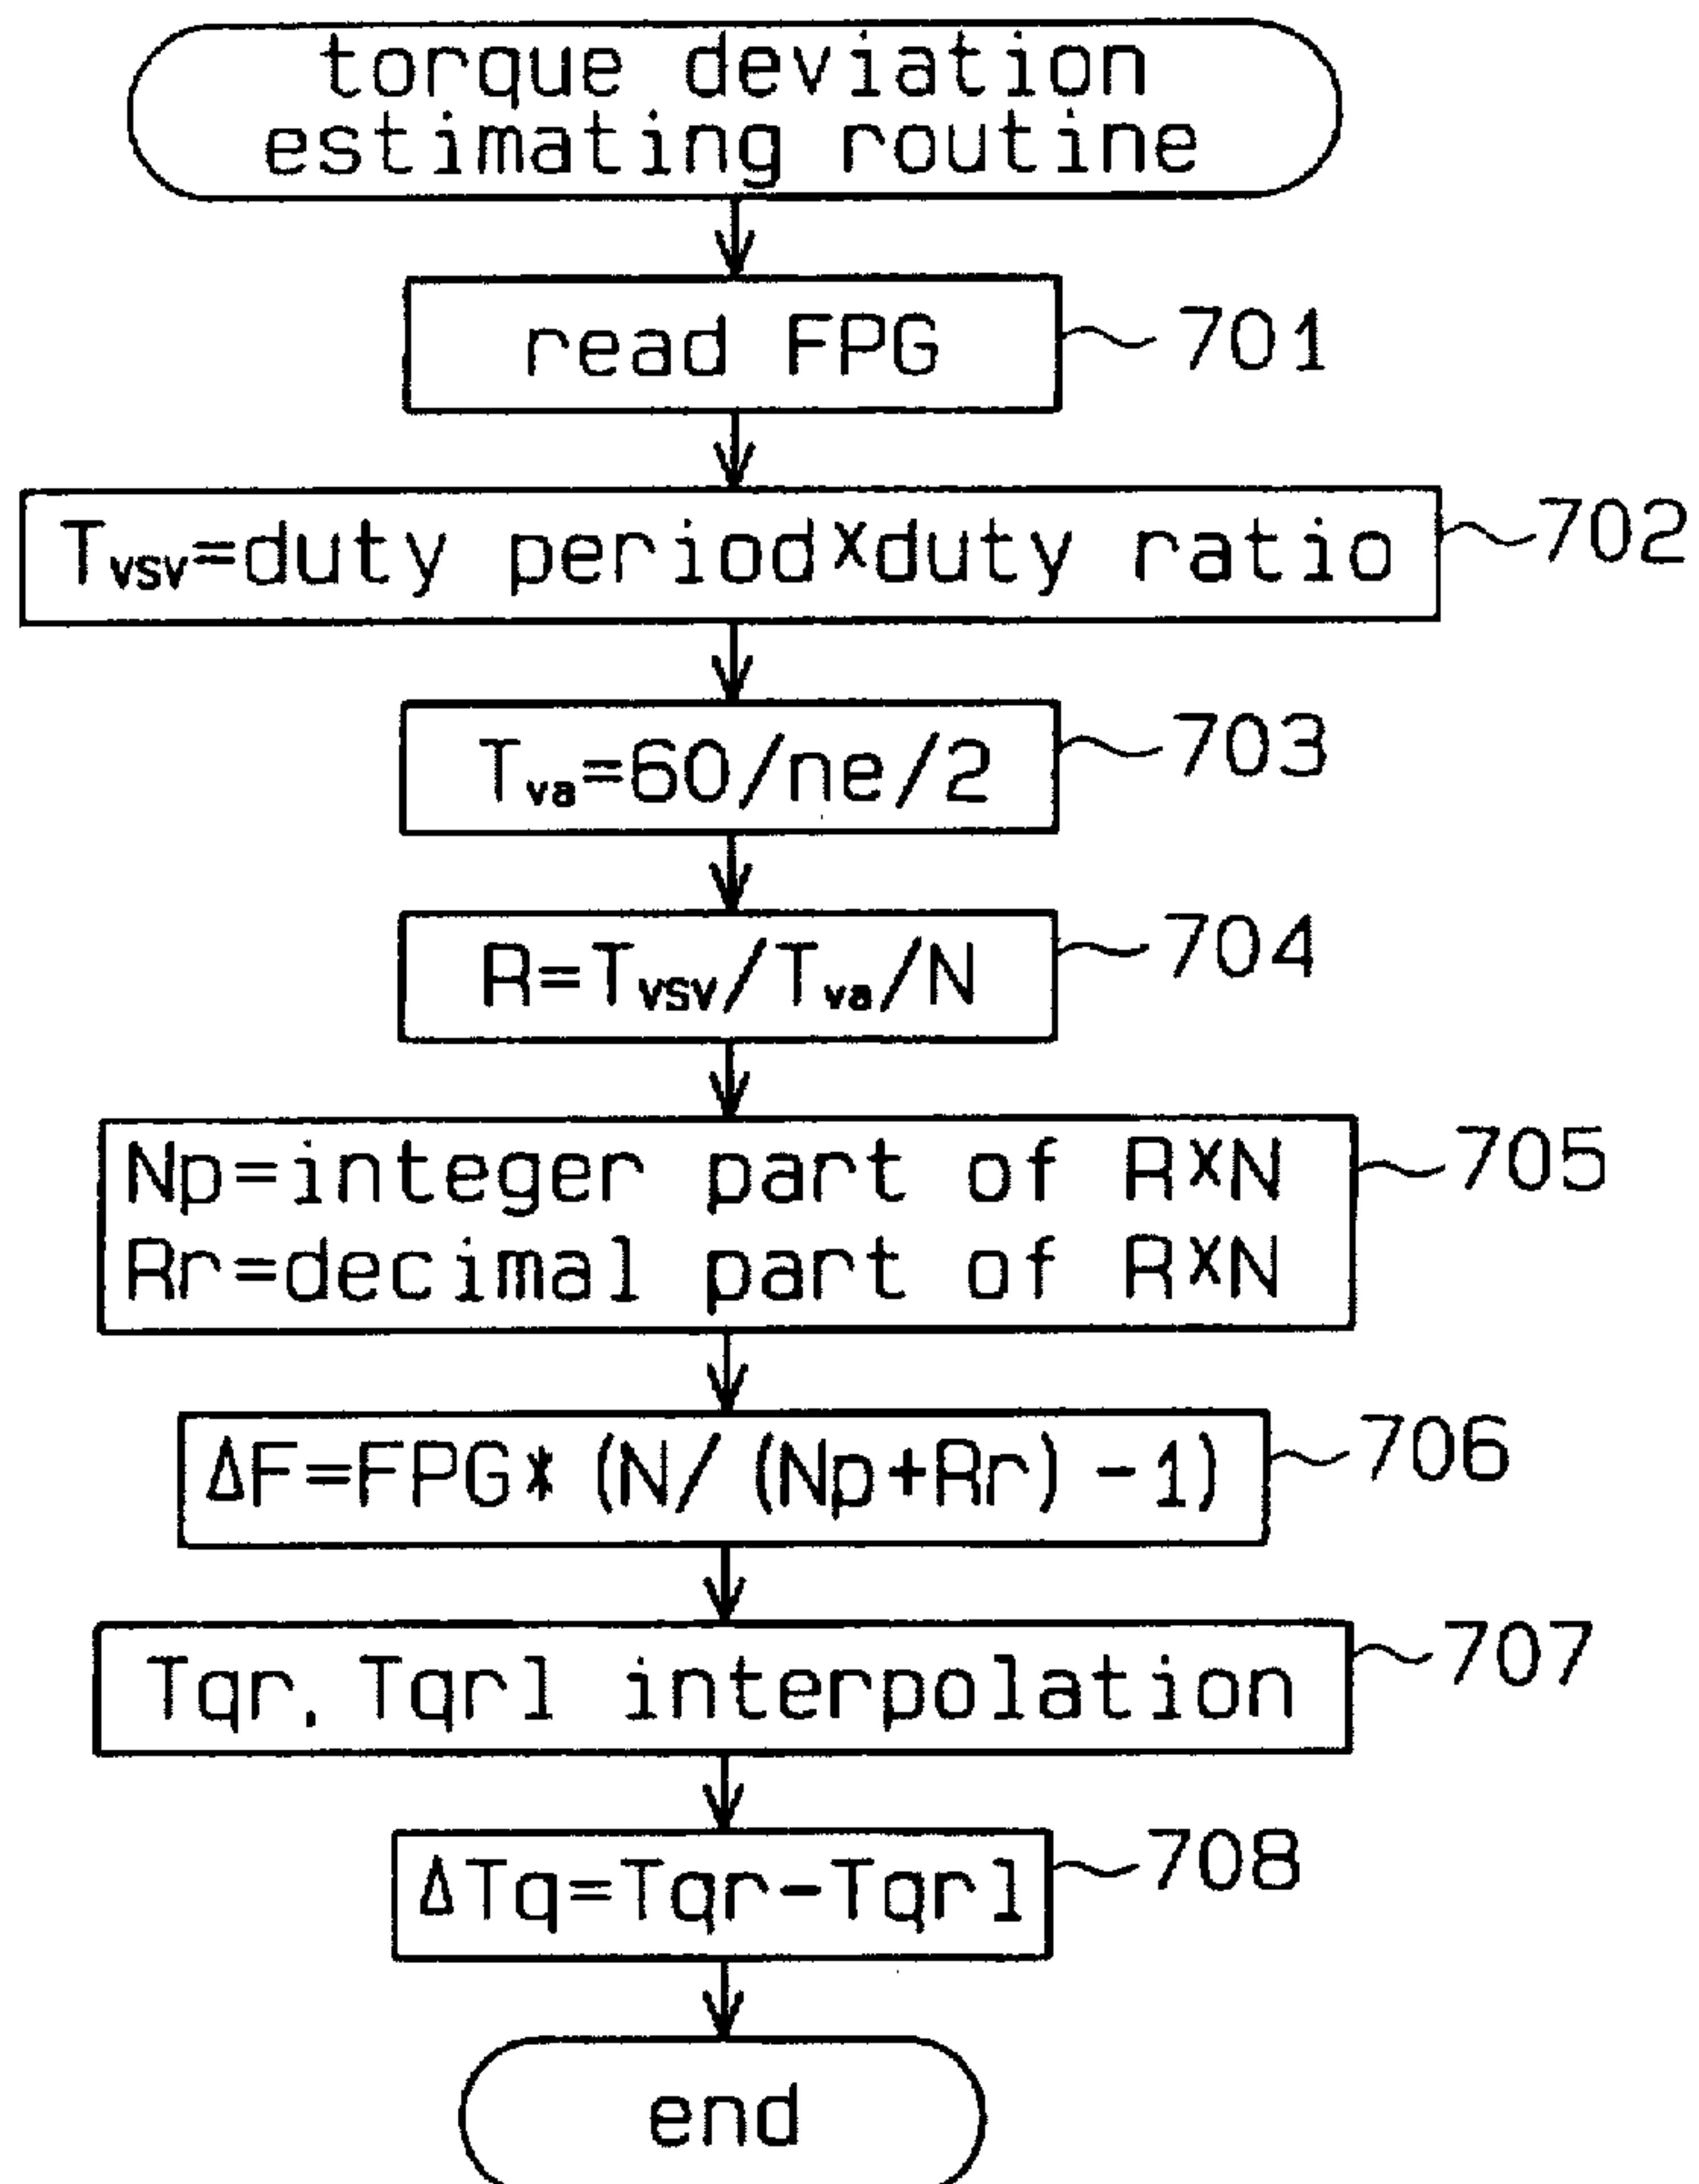 torque deviation
estimating routine
read FPG
701
Tvsv=duty period×duty ratio
702
Tva=60/ne/2
703
R=Tvsv/Tva/N
704
Np=integer part of R×N
Rr=decimal part of R×N
705
ΔF=FPG*(N/(Np+Rr)-1)
706
Tqr, Tqrl interpolation
707
ΔTq=Tqr-Tqrl
708
end